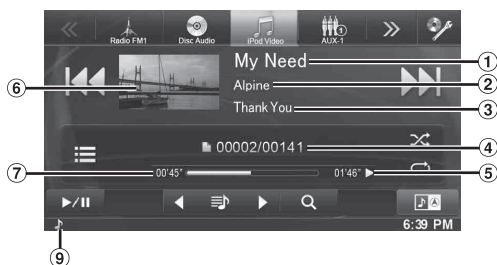 Radio FM1 Disc Audio iPod Video AUX-1
My Need 1
Alpine 2
6
Thank You 3
00002/00141 4
7 00'45" 01'46" 5
6:39 PM
9